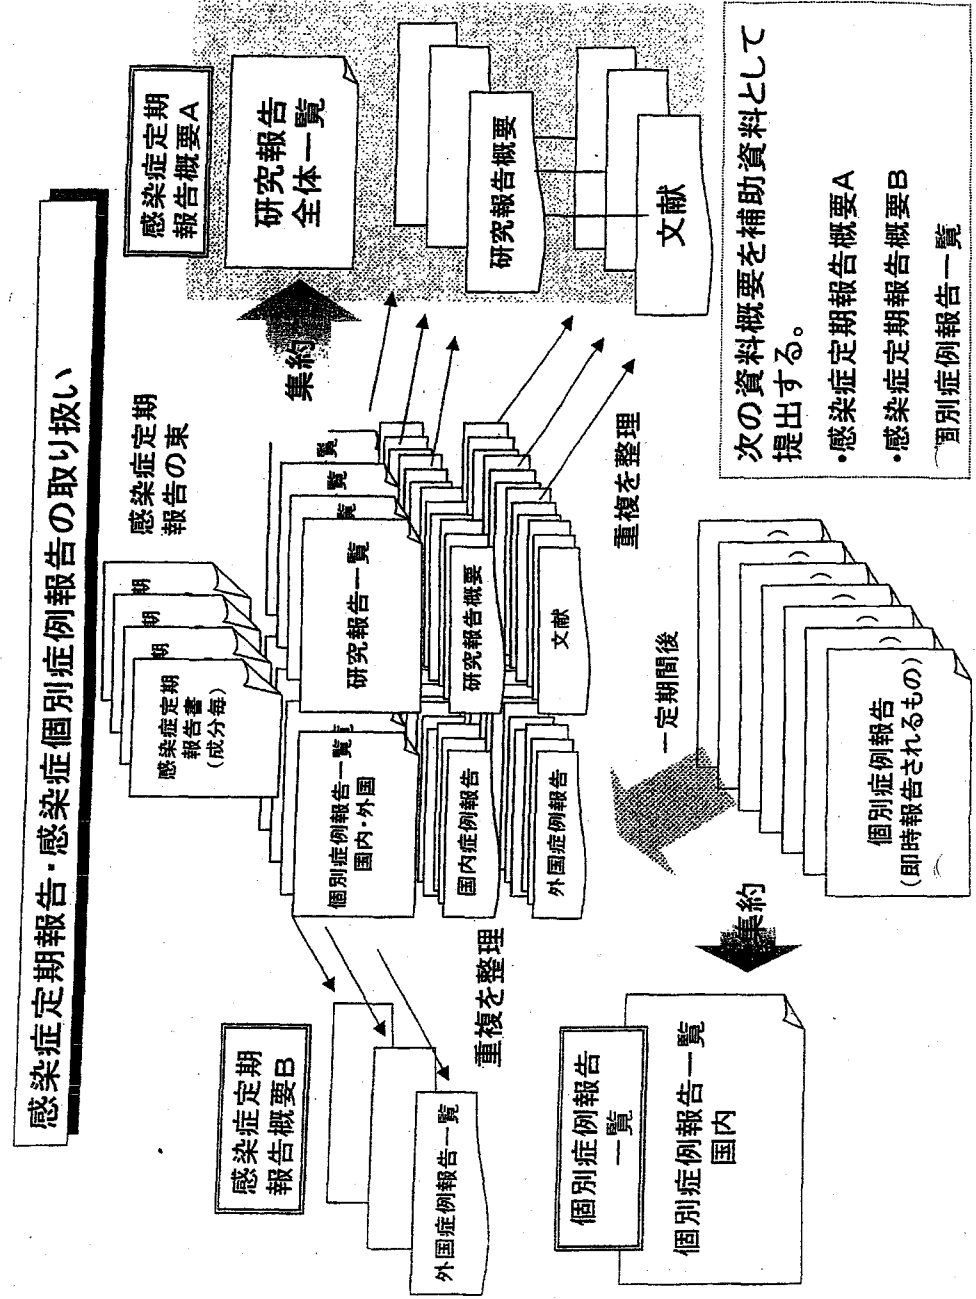 感染症定期報告・感染症個別症例報告の取り扱い
感染症定期
報告概要A
研究報告
全体一覧
研究報告概要
文献
集約
感染症定期
報告の束
期
期
期
感染症定期
報告書
(成分毎)
覧
覧
覧
研究報告一覧
研究報告概要
文献
重複を整理
個別症例報告一覧
国内・外国
覧
国内症例報告
外国症例報告
重複を整理
感染症定期
報告概要B
外国症例報告一覧
一定期間後
個別症例報告
(即時報告されるもの)
集約
個別症例報告
一覧
個別症例報告一覧
国内
次の資料概要を補助資料として
提出する。
・感染症定期報告概要A
・感染症定期報告概要B
個別症例報告一覧